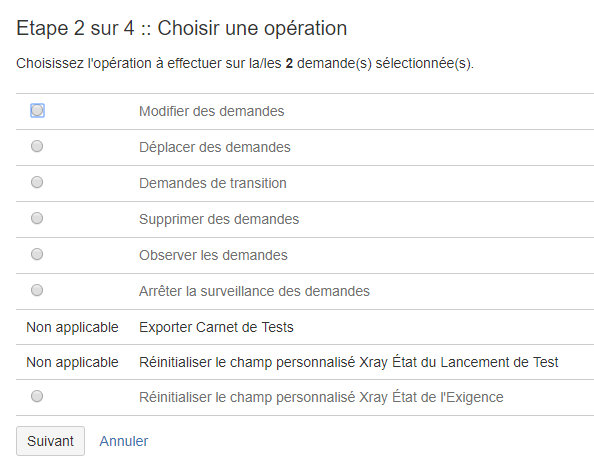 Etape 2 sur 4 :: Choisir une opération
Choisissez l'opération à effectuer sur la/les 2 demande(s) sélectionnée(s).
Modifier des demandes
Déplacer des demandes
Demandes de transition
Supprimer des demandes
Observer les demandes
Arrêter la surveillance des demandes
Non applicable Exporter Carnet de Tests
Non applicable Réinitialiser le champ personnalisé Xray État du Lancement de Test
Réinitialiser le champ personnalisé Xray État de l'Exigence
Suivant Annuler